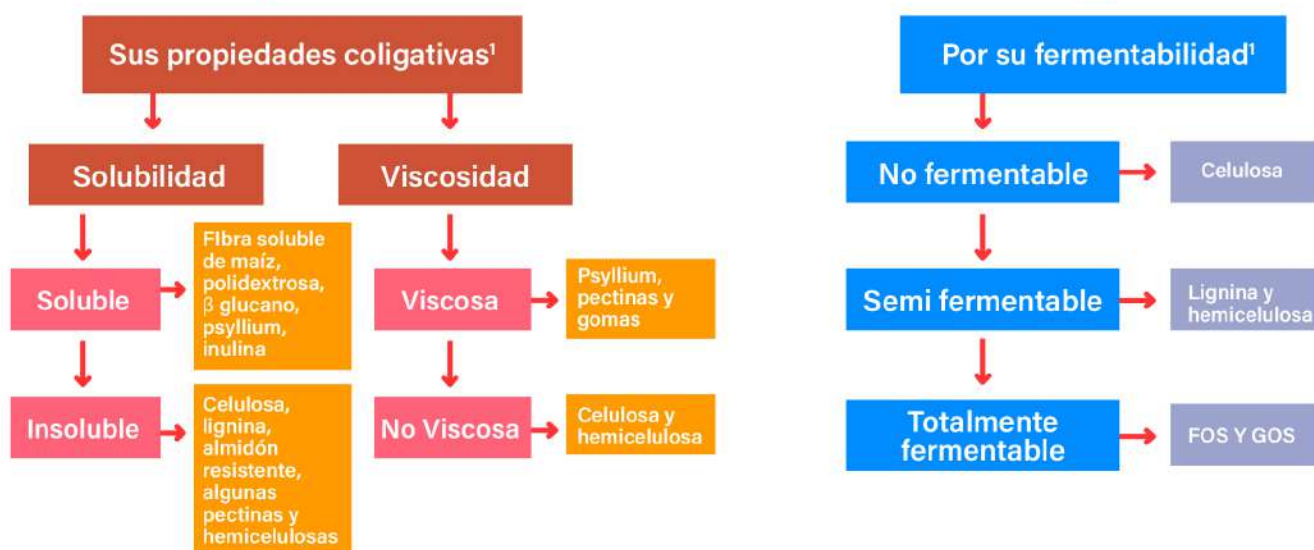 Sus propiedades coligativas¹
Solubilidad
Viscosidad
Soluble
FIbra soluble
de maíz,
polidextrosa,
β glucano,
psyllium,
inulina
Insoluble
Celulosa,
lignina,
almidón
resistente,
algunas
pectinas y
hemicelulosas
Viscosa
Psyllium,
pectinas y
gomas
No Viscosa
Celulosa y
hemicelulosa
Por su fermentabilidad¹
No fermentable
Celulosa
Semi fermentable
Lignina y
hemicelulosa
Totalmente
fermentable
FOS Y GOS